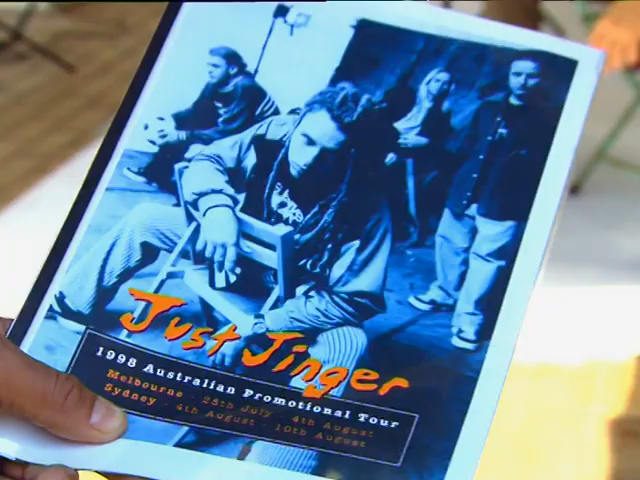 Just Jinger
1998 Australian Promotional Tour
Melbourne . 25th July . 4th August
Sydney . 4th August . 10th August